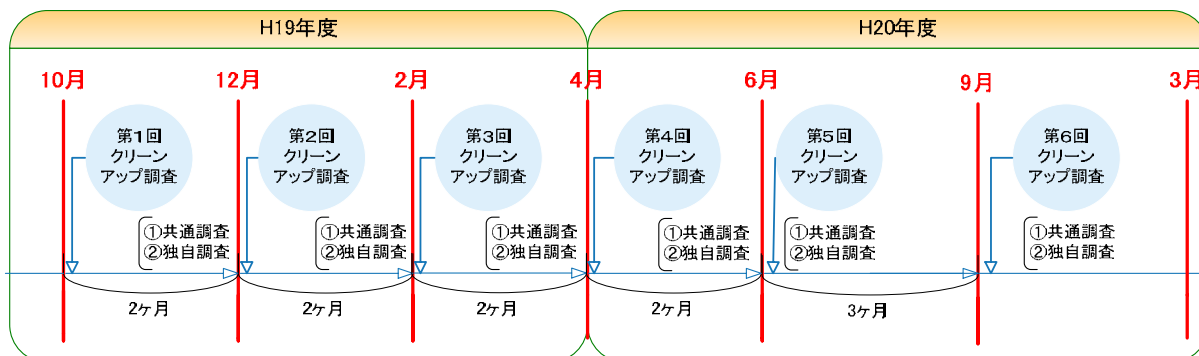 H19年度
H20年度
10月
12月
2月
4月
6月
9月
3月
第1回
クリーン
アップ調査
第2回
クリーン
アップ調査
第3回
クリーン
アップ調査
第4回
クリーン
アップ調査
第5回
クリーン
アップ調査
第6回
クリーン
アップ調査
①共通調査
②独自調査
①共通調査
②独自調査
①共通調査
②独自調査
①共通調査
②独自調査
①共通調査
②独自調査
①共通調査
②独自調査
2ヶ月
2ヶ月
2ヶ月
2ヶ月
3ヶ月